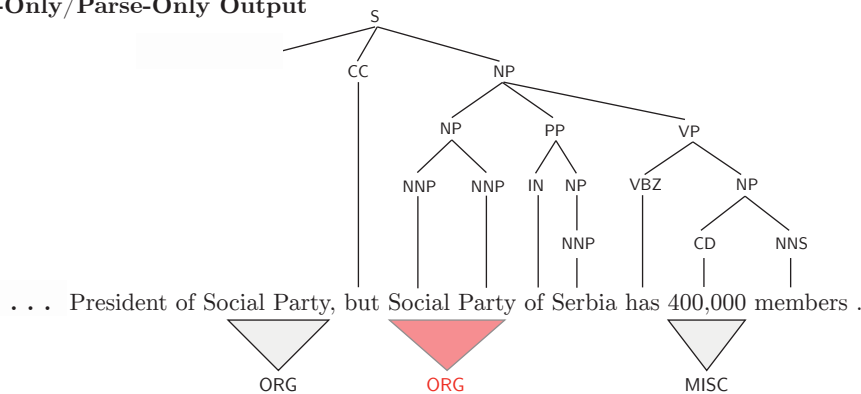 -Only/Parse-Only Output
S
CC NP
NP PP VP
NNP NNP IN NP VBZ NP
NNP CD NNS
. . . President of Social Party, but Social Party of Serbia has 400,000 members .
ORG ORG MISC